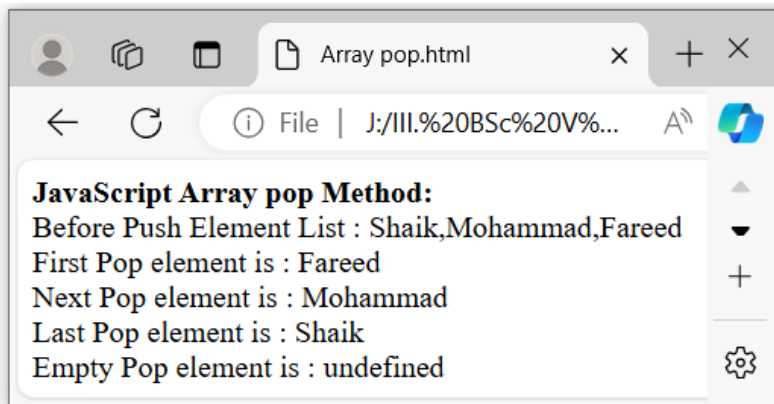 Array pop.html
File | J:/III.%20BSc%20V%...
JavaScript Array pop Method:
Before Push Element List : Shaik,Mohammad,Fareed
First Pop element is : Fareed
Next Pop element is : Mohammad
Last Pop element is : Shaik
Empty Pop element is : undefined